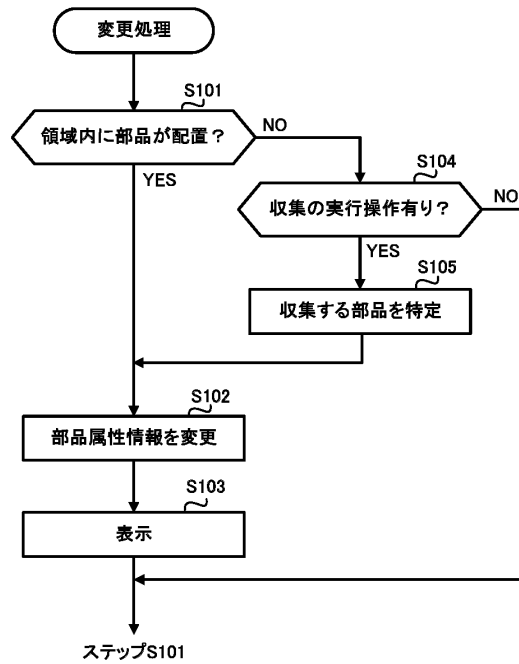 変更処理
S101
領域内に部品が配置？
NO
YES
S104
収集の実行操作有り？
NO
YES
S105
収集する部品を特定
S102
部品属性情報を変更
S103
表示
ステップS101